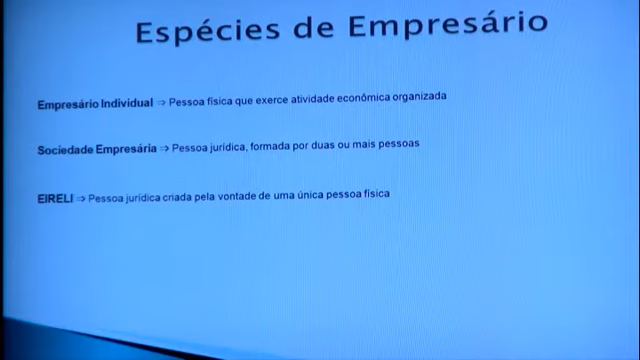 Espécies de Empresário
Empresário Individual ⇒ Pessoa física que exerce atividade econômica organizada
Sociedade Empresária ⇒ Pessoa jurídica, formada por duas ou mais pessoas
EIRELI ⇒ Pessoa jurídica criada pela vontade de uma única pessoa física